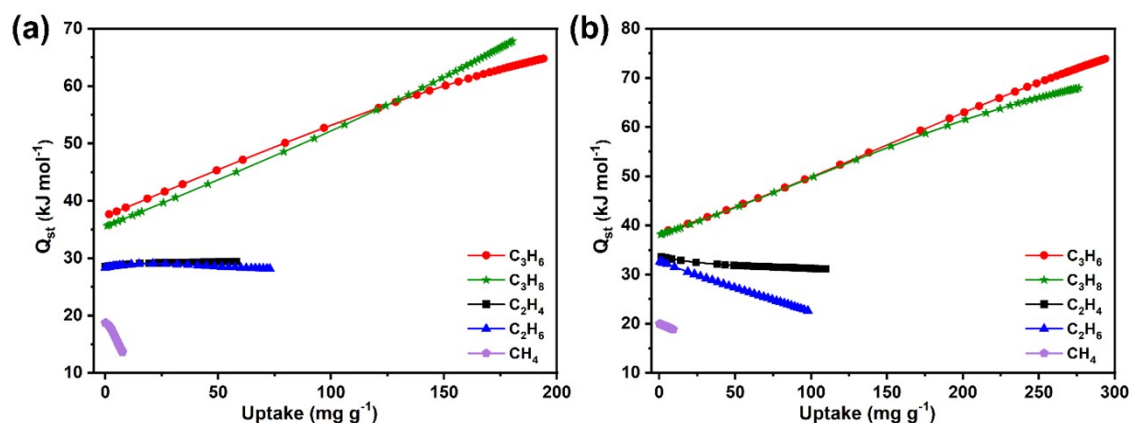 (a)
70
60
50
40
30
20
10
Qst (kJ mol-1)
0 50 100 150 200
Uptake (mg g-1)
C3H6
C3H8
C2H4
C2H6
CH4
(b)
80
70
60
50
40
30
20
10
Qst (kJ mol-1)
0 50 100 150 200 250 300
Uptake (mg g-1)
C3H6
C3H8
C2H4
C2H6
CH4